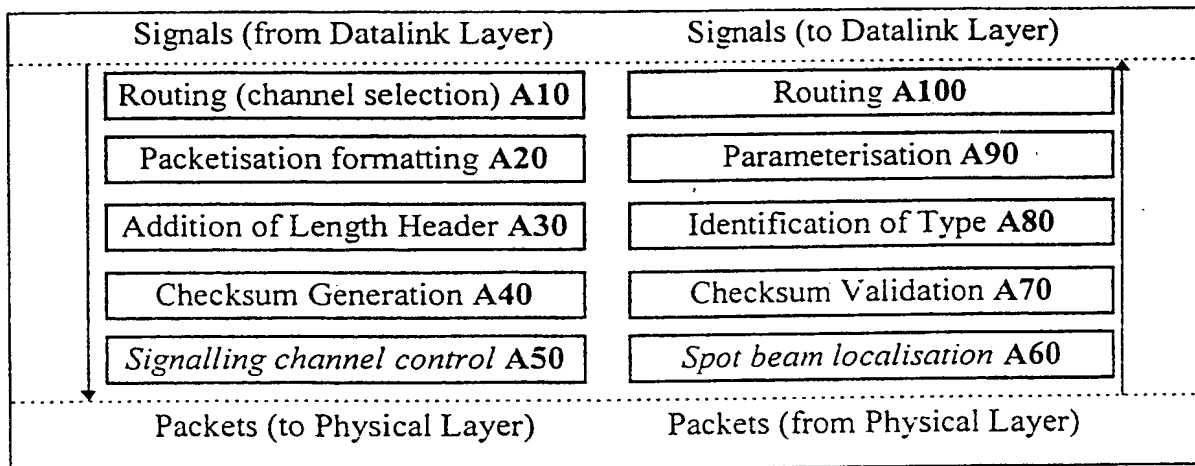 Signals (from Datalink Layer)
Signals (to Datalink Layer)
Routing (channel selection) A10
Routing A100
Packetisation formatting A20
Parameterisation A90
Addition of Length Header A30
Identification of Type A80
Checksum Generation A40
Checksum Validation A70
Signalling channel control A50
Spot beam localisation A60
Packets (to Physical Layer)
Packets (from Physical Layer)